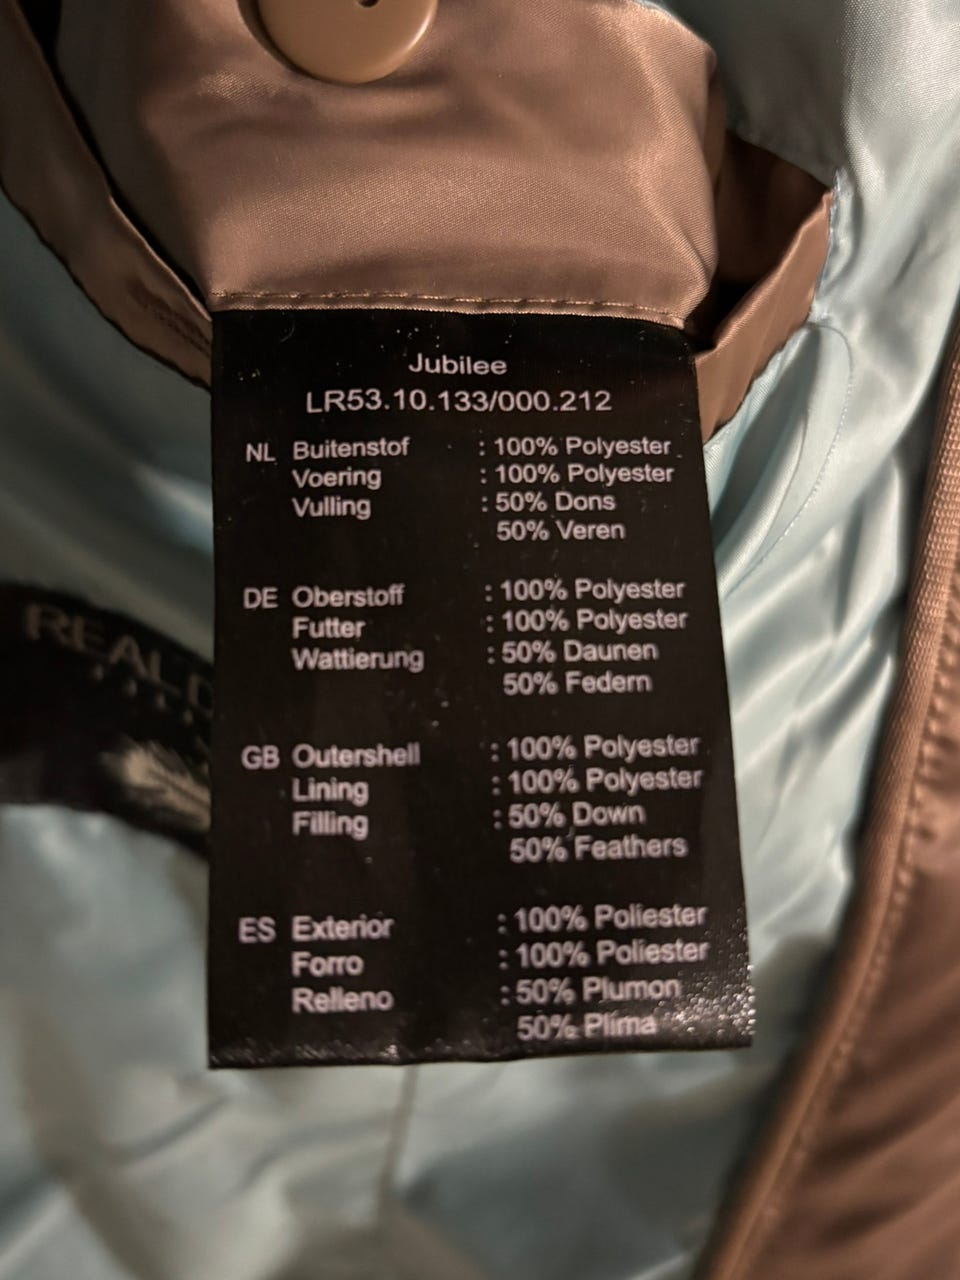 Jubilee
LR53.10.133/000.212
NL Buitenstof : 100% Polyester
Voering : 100% Polyester
Vulling : 50% Dons
50% Veren
DE Oberstoff : 100% Polyester
Futter : 100% Polyester
Wattierung : 50% Daunen
50% Federn
GB Outershell : 100% Polyester
Lining : 100% Polyester
Filling : 50% Down
50% Feathers
ES Exterior : 100% Poliester
Forro : 100% Poliester
Relleno : 50% Plumon
50% Plima
REAL